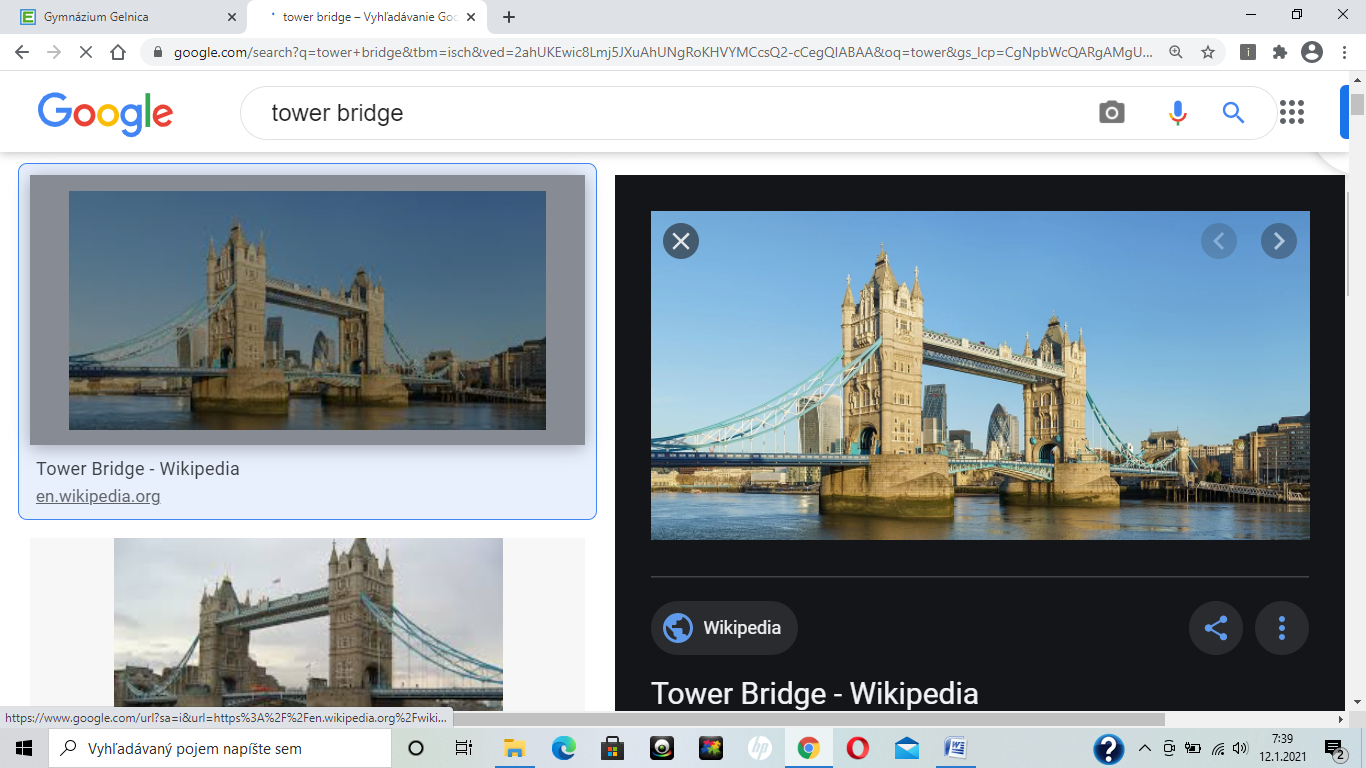 Gymnázium Gelnica
tower bridge – Vyhľadávanie Goo
google.com/search?q=tower+bridge&tbm=isch&ved=2ahUKEwic8Lmj5JXuAhUNgRoKHVYMCcsQ2-cCegQIABAA&oq=tower&gs_lcp=CgNpbWcQARgAMgU...
Google
tower bridge
Tower Bridge - Wikipedia
en.wikipedia.org
Wikipedia
Tower Bridge - Wikipedia
https://www.google.com/url?sa=i&url=https%3A%2F%2Fen.wikipedia.org%2Fwiki...
Vyhľadávaný pojem napíšte sem
hp
7:39
12.1.2021
2